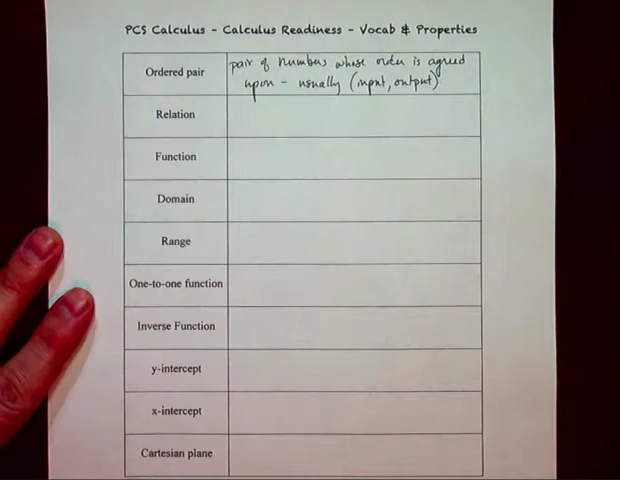 PCS Calculus - Calculus Readiness - Vocab & Properties
Ordered pair
pair of numbers whose order is agreed
upon - usually (input, output)
Relation
Function
Domain
Range
One-to-one function
Inverse Function
y-intercept
x-intercept
Cartesian plane